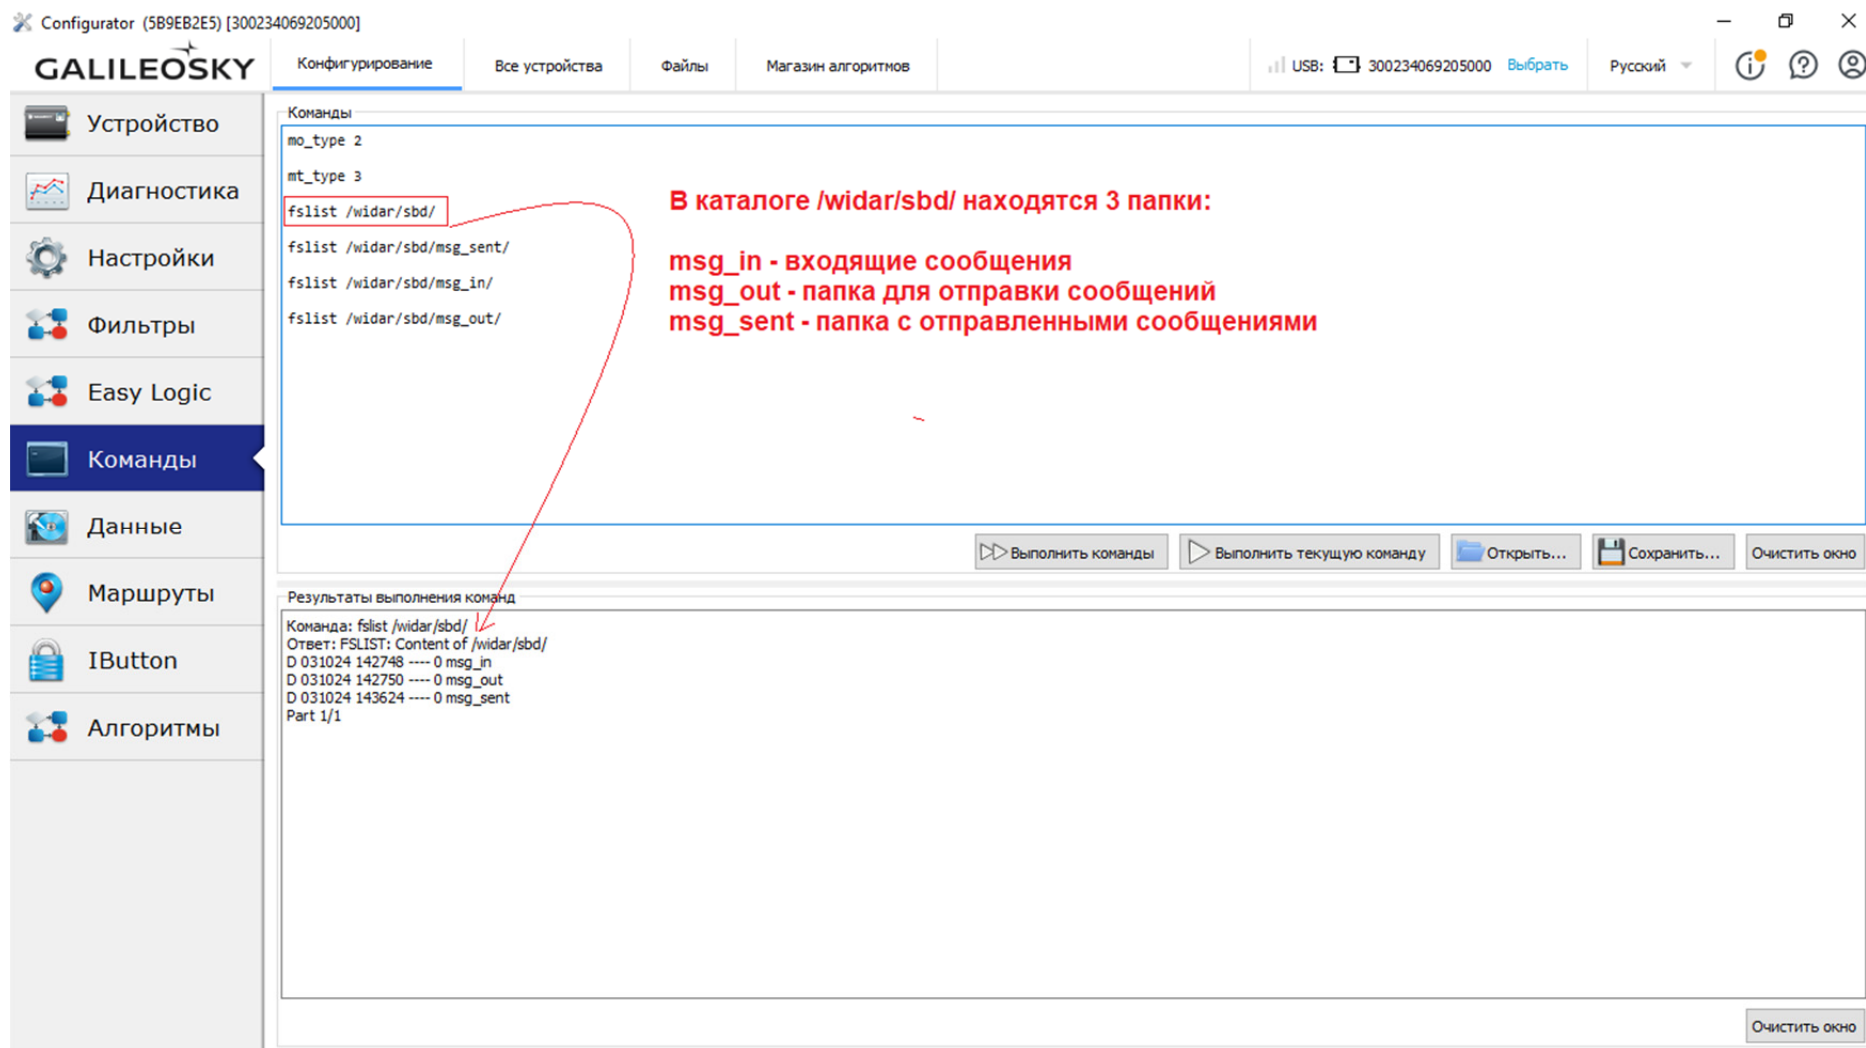 Configurator (5B9EB2E5) [300234069205000]
GALILEOSKY
Конфигурирование
Все устройства
Файлы
Магазин алгоритмов
USB: 300234069205000 Выбрать
Русский
Устройство
Диагностика
Настройки
Фильтры
Easy Logic
Команды
Данные
Маршруты
IButton
Алгоритмы
Команды
mo_type 2
mt_type 3
fslist /widar/sbd/
fslist /widar/sbd/msg_sent/
fslist /widar/sbd/msg_in/
fslist /widar/sbd/msg_out/
В каталоге /widar/sbd/ находятся 3 папки:
msg_in - входящие сообщения
msg_out - папка для отправки сообщений
msg_sent - папка с отправленными сообщениями
Выполнить команды
Выполнить текущую команду
Открыть...
Сохранить...
Очистить окно
Результаты выполнения команд
Команда: fslist /widar/sbd/
Ответ: FSLIST: Content of /widar/sbd/
D 031024 142748 ---- 0 msg_in
D 031024 142750 ---- 0 msg_out
D 031024 143624 ---- 0 msg_sent
Part 1/1
Очистить окно